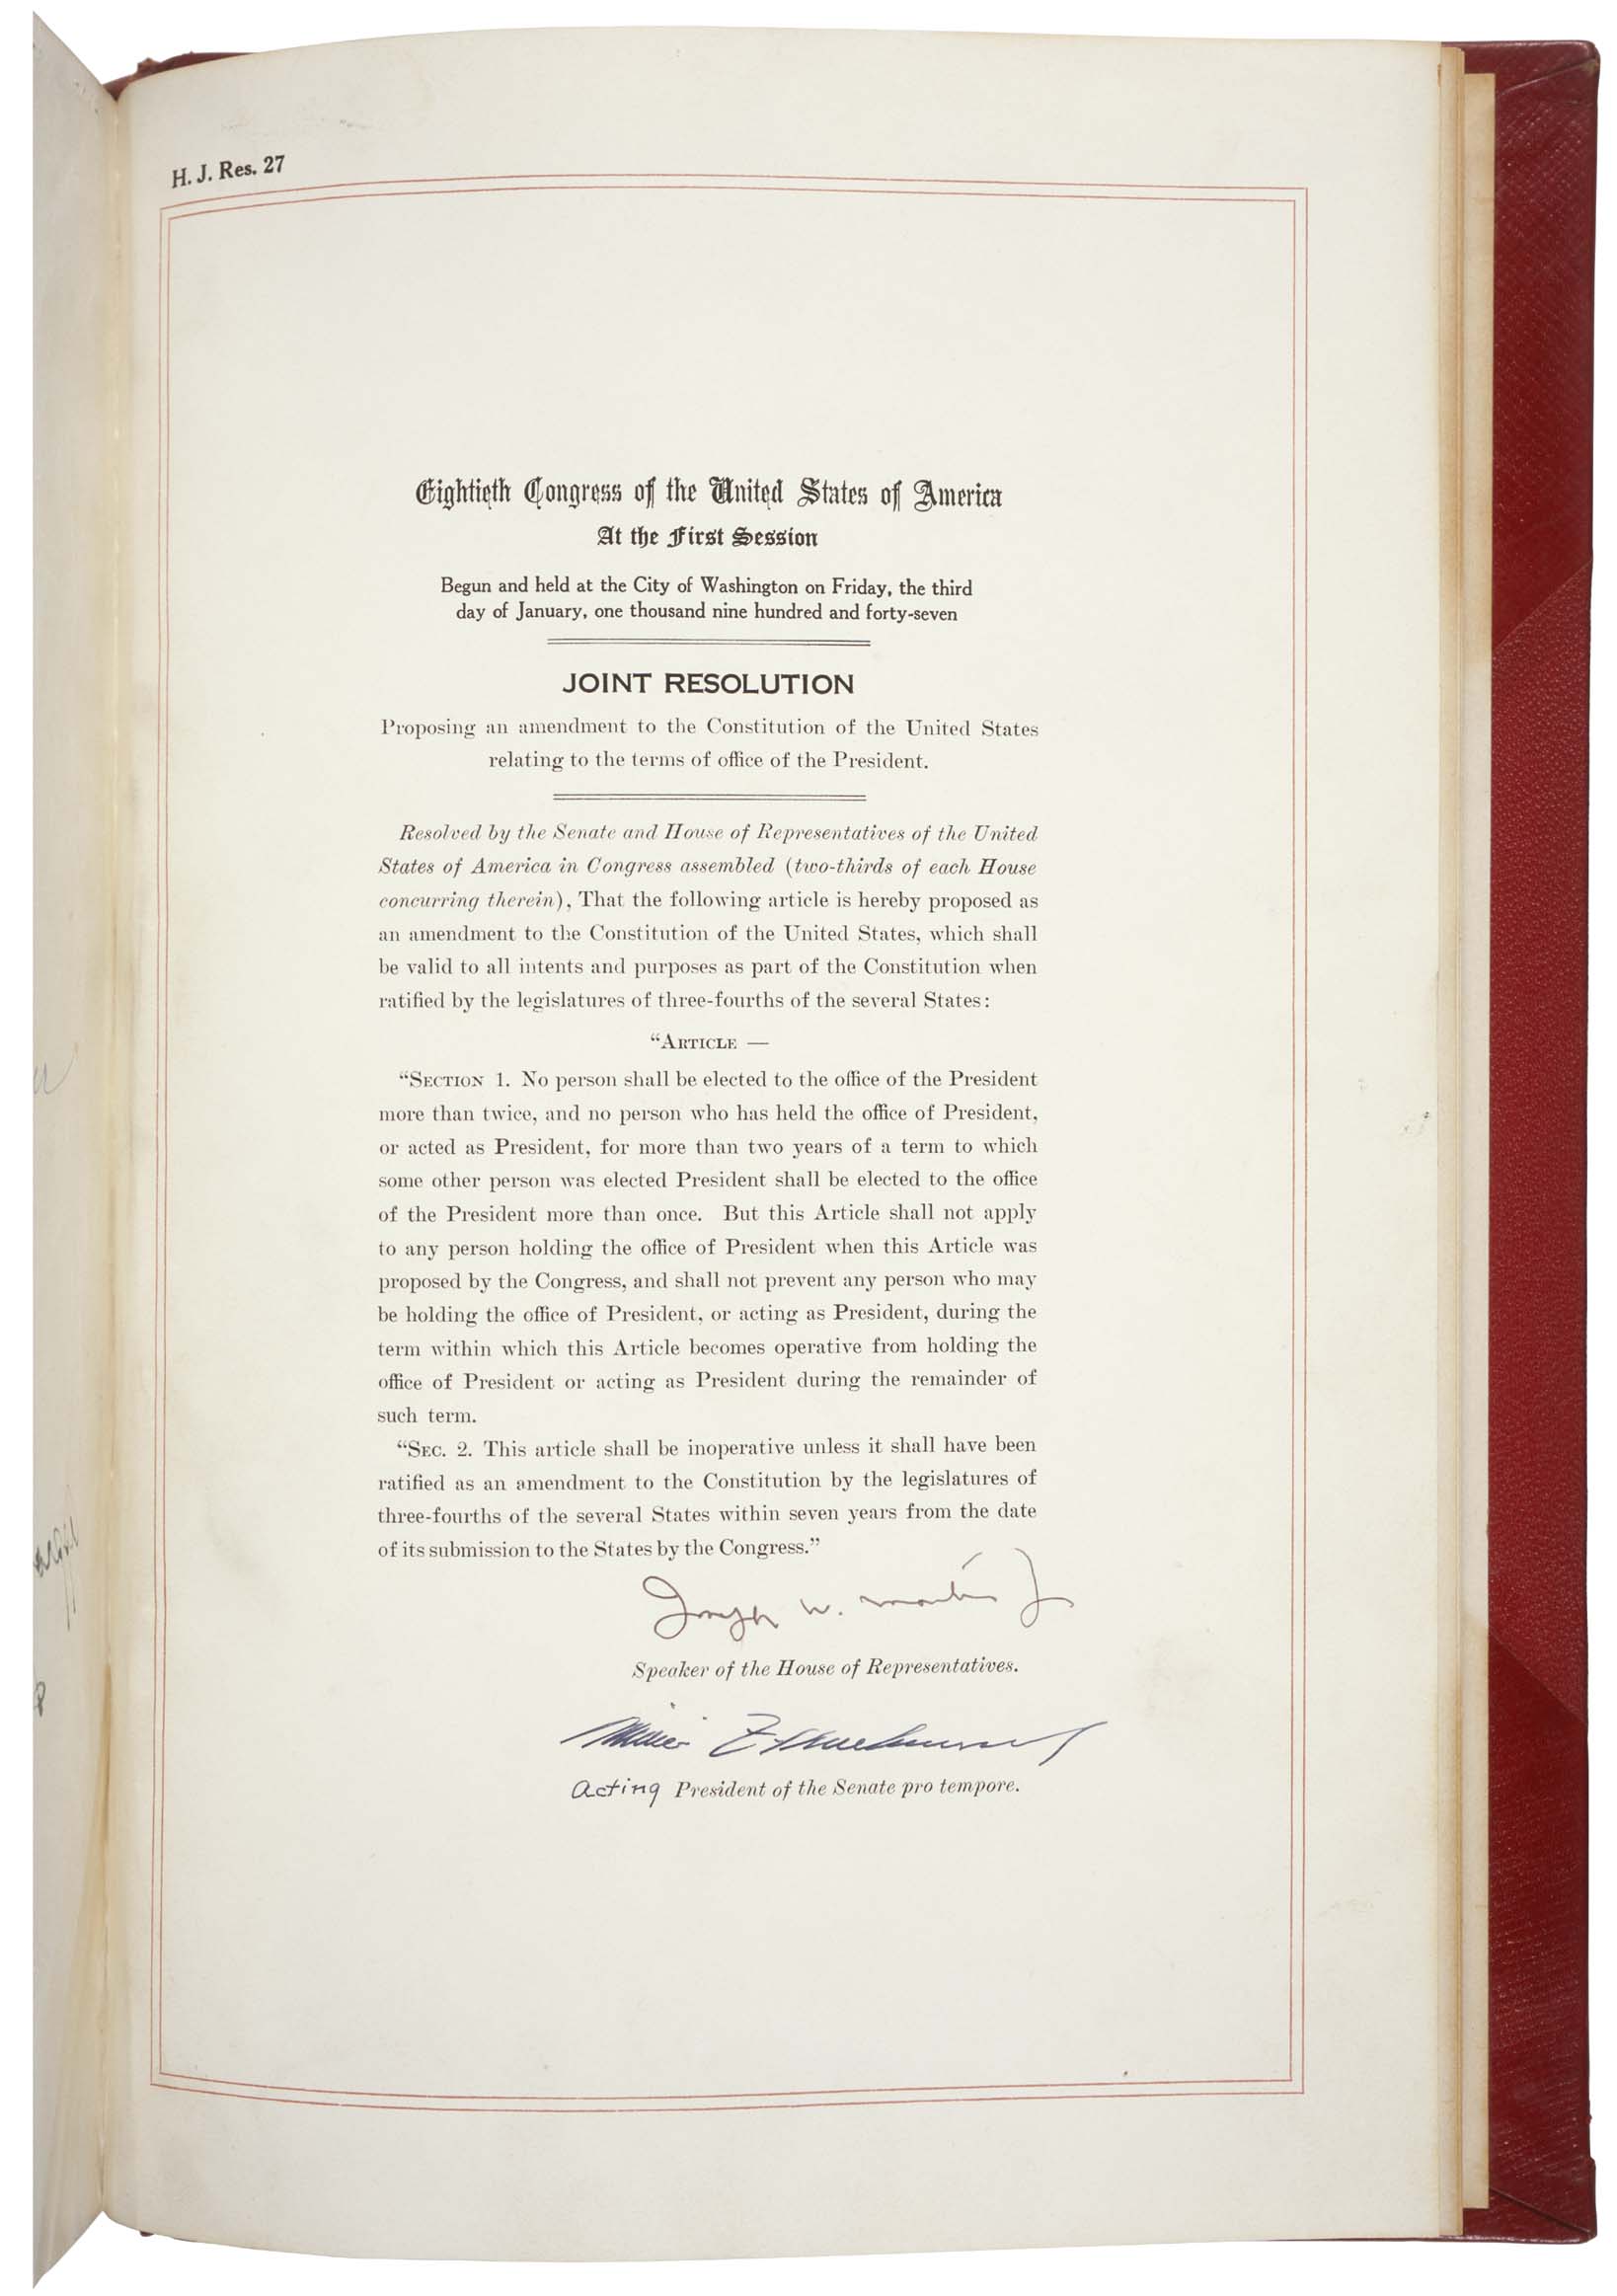 H. J. Res. 27
Eightieth Congress of the United States of America
At the First Session
Begun and held at the City of Washington on Friday, the third
day of January, one thousand nine hundred and forty-seven
JOINT RESOLUTION
Proposing an amendment to the Constitution of the United States
relating to the terms of office of the President.
Resolved by the Senate and House of Representatives of the United
States of America in Congress assembled (two-thirds of each House
concurring therein), That the following article is hereby proposed as
an amendment to the Constitution of the United States, which shall
be valid to all intents and purposes as part of the Constitution when
ratified by the legislatures of three-fourths of the several States:
“ARTICLE —
“SECTION 1. No person shall be elected to the office of the President
more than twice, and no person who has held the office of President,
or acted as President, for more than two years of a term to which
some other person was elected President shall be elected to the office
of the President more than once. But this Article shall not apply
to any person holding the office of President when this Article was
proposed by the Congress, and shall not prevent any person who may
be holding the office of President, or acting as President, during the
term within which this Article becomes operative from holding the
office of President or acting as President during the remainder of
such term.
“SEC. 2. This article shall be inoperative unless it shall have been
ratified as an amendment to the Constitution by the legislatures of
three-fourths of the several States within seven years from the date
of its submission to the States by the Congress.”
Joseph W. Martin Jr
Speaker of the House of Representatives.
Acting President of the Senate pro tempore.